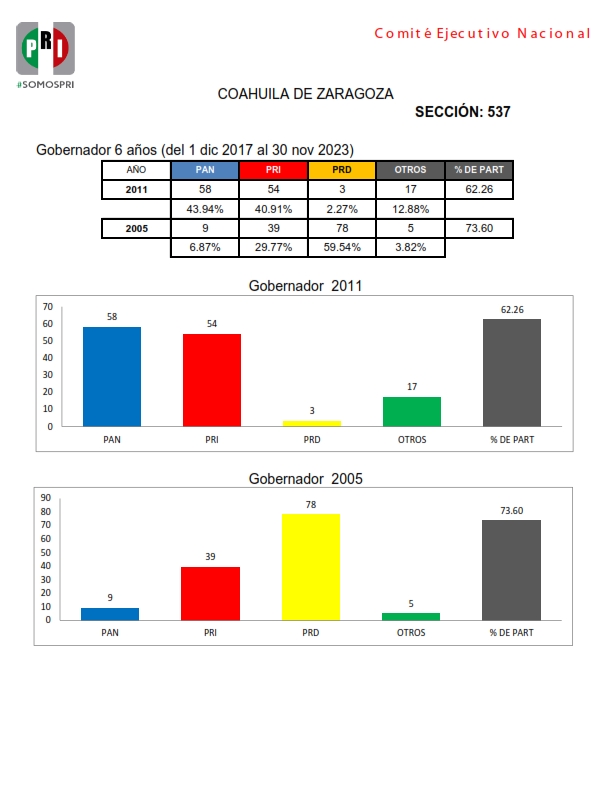 Comité Ejecutivo Nacional
PRI
#SOMOSPRI
COAHUILA DE ZARAGOZA
SECCIÓN: 537
Gobernador 6 años (del 1 dic 2017 al 30 nov 2023)
AÑO PAN PRI PRD OTROS % DE PART
2011 58 54 3 17 62.26
43.94% 40.91% 2.27% 12.88%
2005 9 39 78 5 73.60
6.87% 29.77% 59.54% 3.82%
Gobernador 2011
70
60
50
40
30
20
10
0
58 54 3 17 62.26
PAN PRI PRD OTROS % DE PART
Gobernador 2005
90
80
70
60
50
40
30
20
10
0
9 39 78 5 73.60
PAN PRI PRD OTROS % DE PART